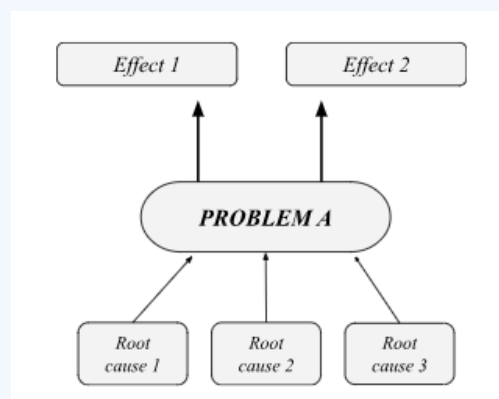 Effect 1
Effect 2
PROBLEM A
Root
cause 1
Root
cause 2
Root
cause 3